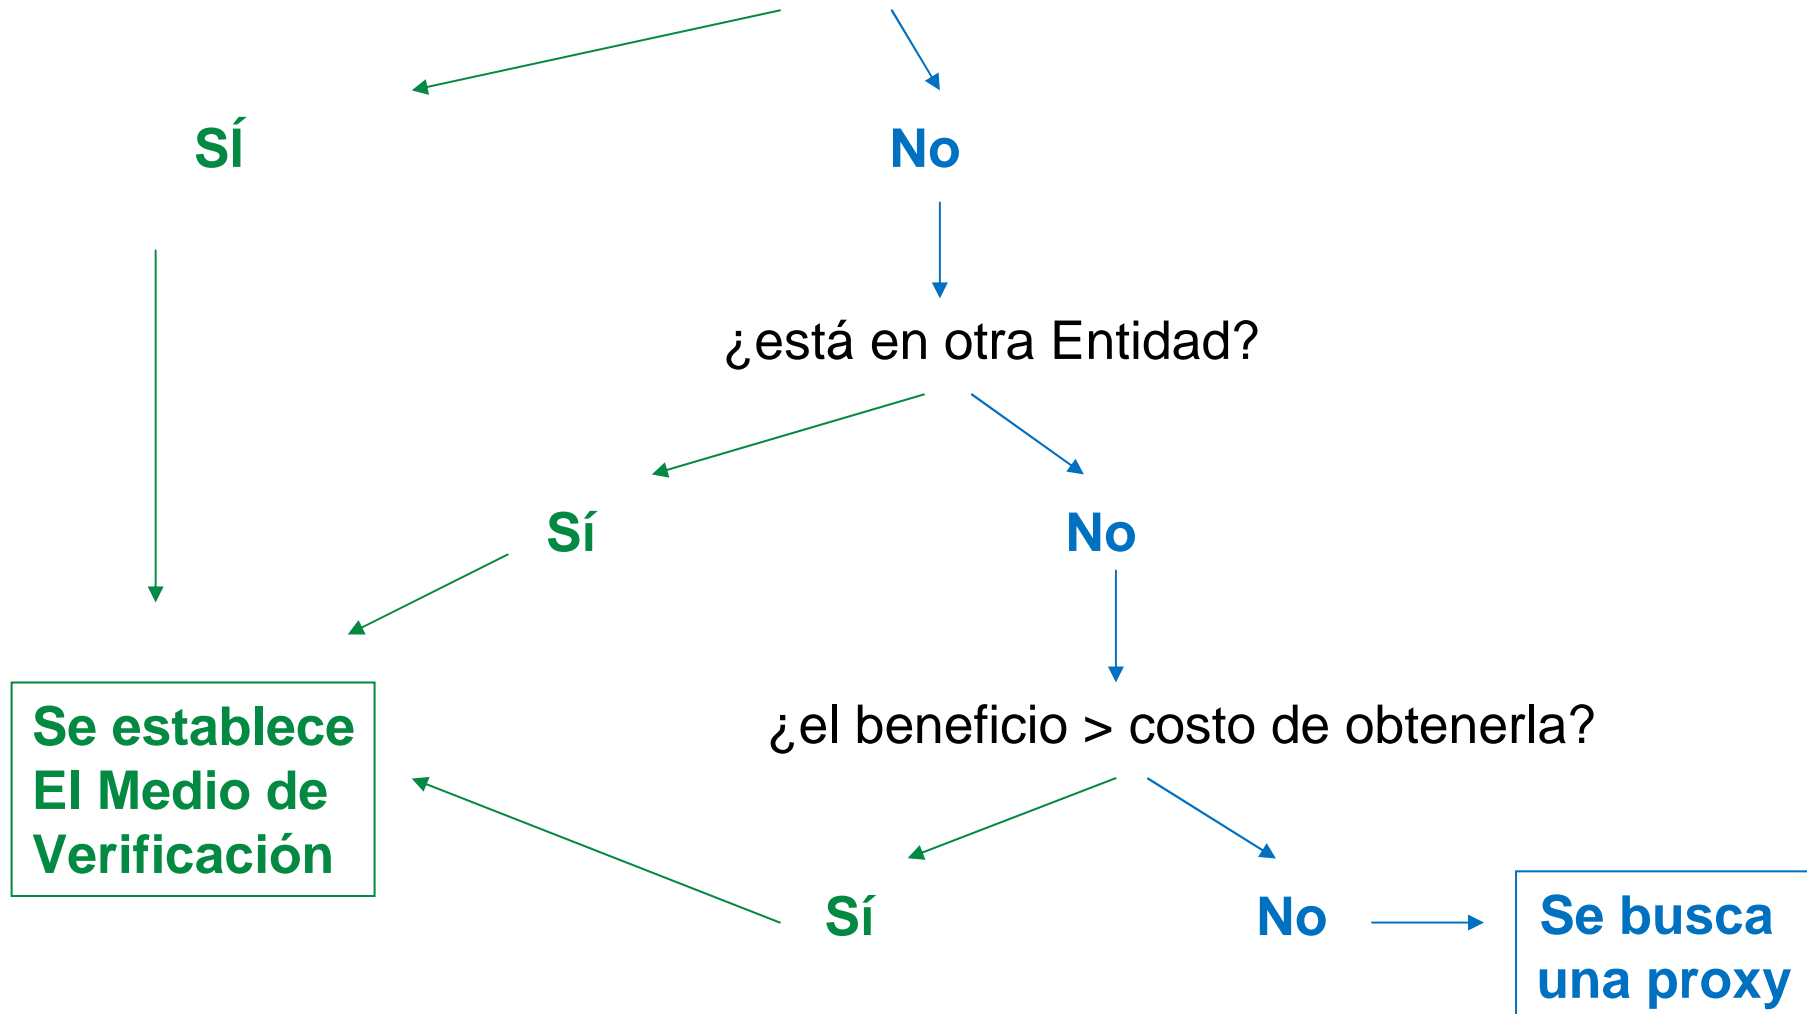 SÍ
No
¿está en otra Entidad?
Sí
No
Se establece
El Medio de
Verificación
¿el beneficio > costo de obtenerla?
Sí
No
Se busca
una proxy